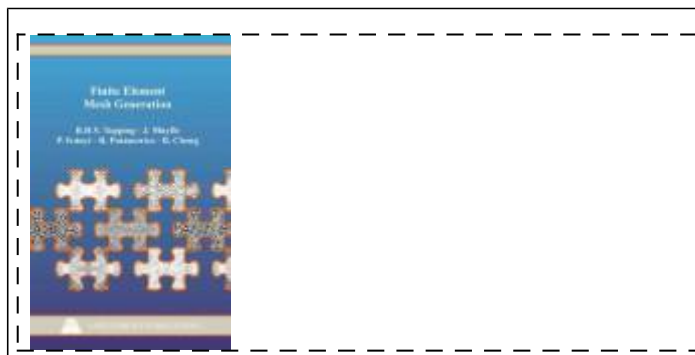 Finite Element
Mesh Generation
B.H.V. Topping - J. Muylle
P. Iványi - R. Putanowicz - B. Cheng